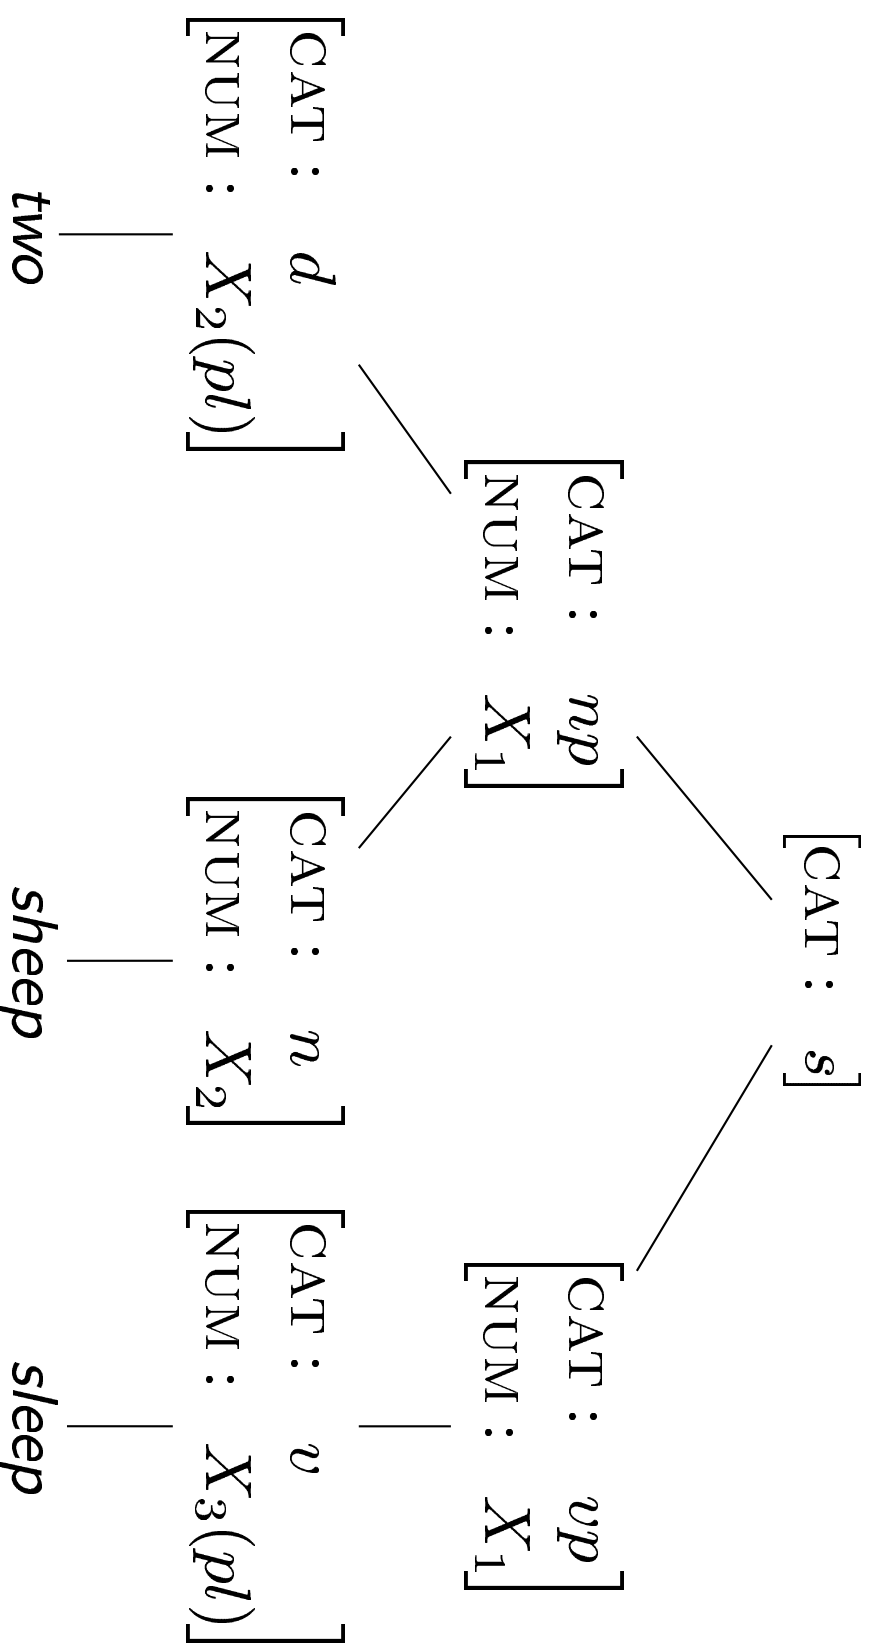 [CAT : s]
CAT : np
NUM : X₁
CAT : vp
NUM : X₁
CAT : d
NUM : X₂(pl)
CAT : n
NUM : X₂
CAT : v
NUM : X₃(pl)
two sheep sleep